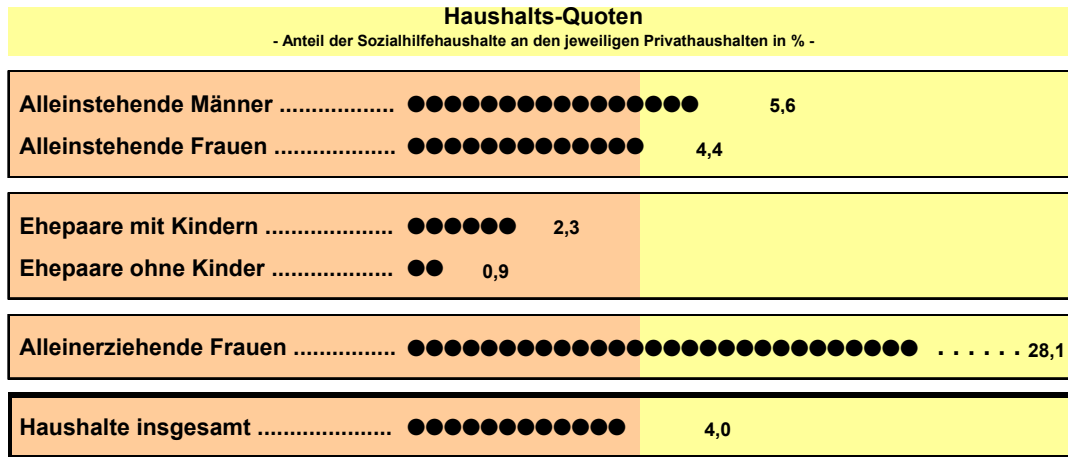 Haushalts-Quoten
- Anteil der Sozialhilfehaushalte an den jeweiligen Privathaushalten in % -
Alleinstehende Männer .................. ●●●●●●●●●●●●●●●● 5,6
Alleinstehende Frauen ................... ●●●●●●●●●●●●● 4,4
Ehepaare mit Kindern .................... ●●●●●● 2,3
Ehepaare ohne Kinder ................... ●● 0,9
Alleinerziehende Frauen ................ ●●●●●●●●●●●●●●●●●●●●●●●●●●●● . . . . . . 28,1
Haushalte insgesamt ..................... ●●●●●●●●●●●● 4,0